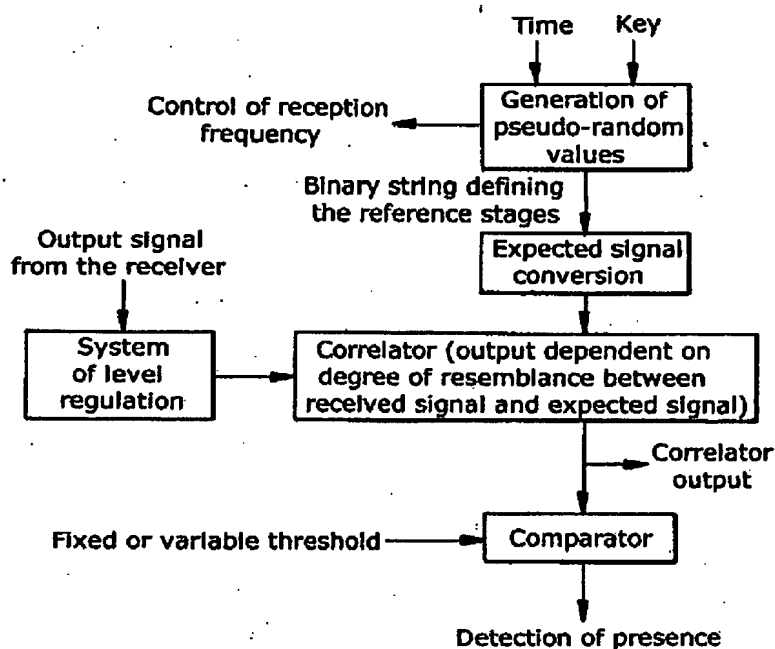 Time
Key
Control of reception
frequency
Generation of
pseudo-random
values
Binary string defining
the reference stages
Output signal
from the receiver
Expected signal
conversion
System
of level
regulation
Correlator (output dependent on
degree of resemblance between
received signal and expected signal)
Correlator
output
Fixed or variable threshold
Comparator
Detection of presence